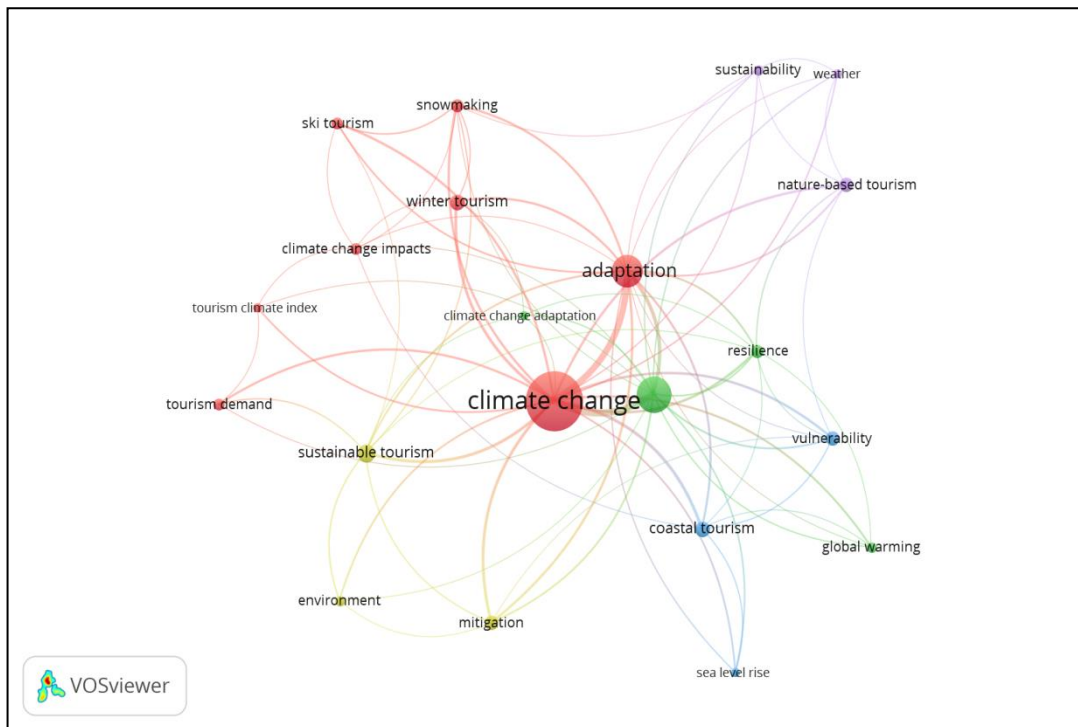 sustainability
weather
snowmaking
ski tourism
nature-based tourism
winter tourism
climate change impacts
adaptation
tourism climate index
climate change adaptation
resilience
climate change
tourism demand
vulnerability
sustainable tourism
coastal tourism
global warming
environment
mitigation
sea level rise
VOSviewer